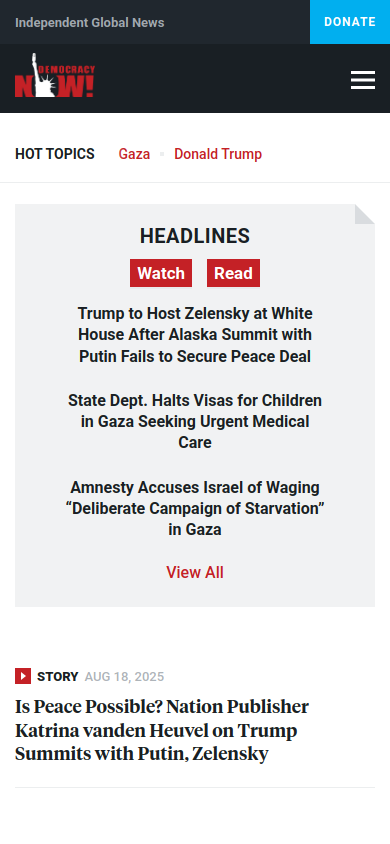 Independent Global News
DONATE
DEMOCRACY
NOW!
HOT TOPICS
Gaza
Donald Trump
HEADLINES
Watch
Read
Trump to Host Zelensky at White
House After Alaska Summit with
Putin Fails to Secure Peace Deal
State Dept. Halts Visas for Children
in Gaza Seeking Urgent Medical
Care
Amnesty Accuses Israel of Waging
“Deliberate Campaign of Starvation”
in Gaza
View All
STORY AUG 18, 2025
Is Peace Possible? Nation Publisher
Katrina vanden Heuvel on Trump
Summits with Putin, Zelensky